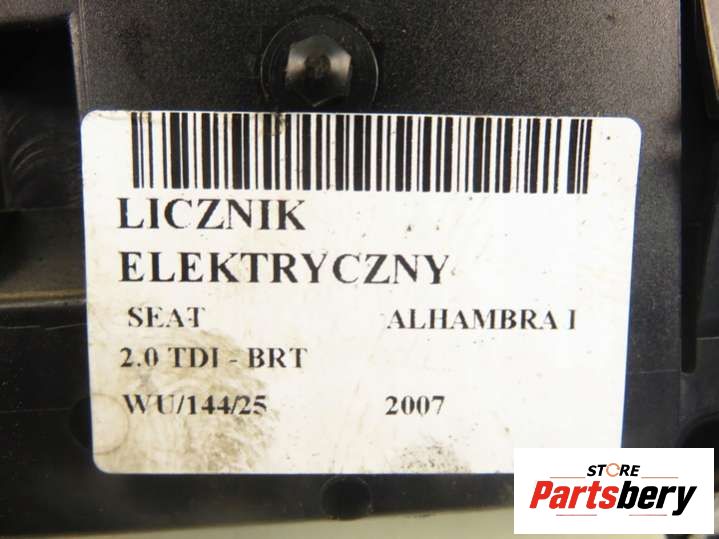 LICZNIK
ELEKTRYCZNY
SEAT ALHAMBRA I
2.0 TDI - BRT
WU/144/25 2007
STORE
Partsbery